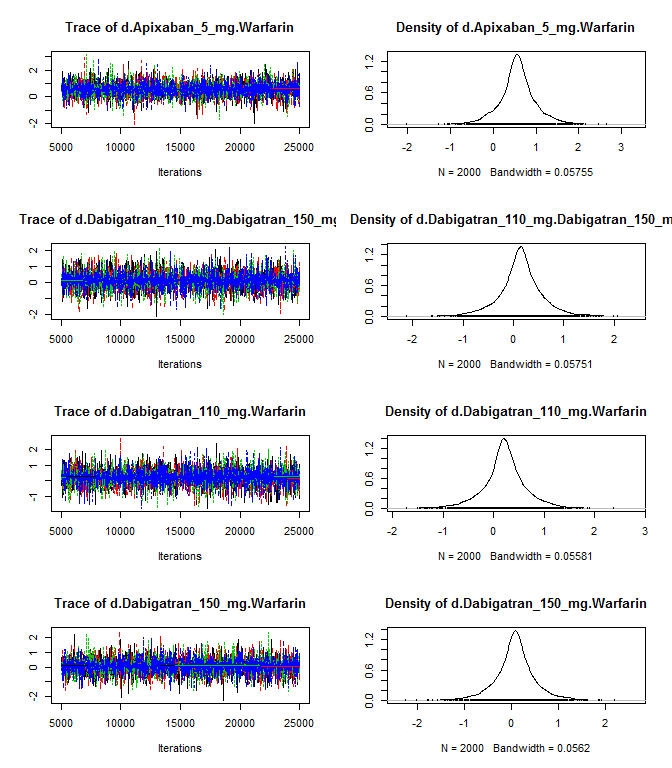 Trace of d.Apixaban_5_mg.Warfarin
Density of d.Apixaban_5_mg.Warfarin
2
0
-2
5000 10000 15000 20000 25000
Iterations
1.2
0.6
0.0
-2 -1 0 1 2 3
N = 2000 Bandwidth = 0.05755
Trace of d.Dabigatran_110_mg.Dabigatran_150_mg
Density of d.Dabigatran_110_mg.Dabigatran_150_m
2
1
0
-2
5000 10000 15000 20000 25000
Iterations
1.2
0.6
0.0
-2 -1 0 1 2
N = 2000 Bandwidth = 0.05751
Trace of d.Dabigatran_110_mg.Warfarin
Density of d.Dabigatran_110_mg.Warfarin
2
1
-1
5000 10000 15000 20000 25000
Iterations
1.2
0.6
0.0
-2 -1 0 1 2 3
N = 2000 Bandwidth = 0.05581
Trace of d.Dabigatran_150_mg.Warfarin
Density of d.Dabigatran_150_mg.Warfarin
2
1
0
-2
5000 10000 15000 20000 25000
Iterations
1.2
0.6
0.0
-2 -1 0 1 2
N = 2000 Bandwidth = 0.0562